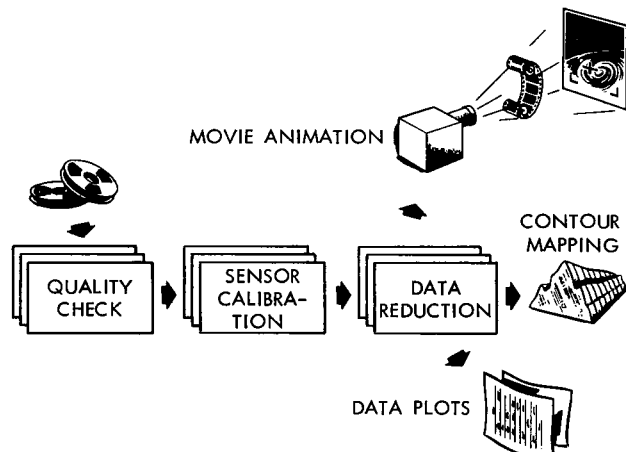 MOVIE ANIMATION
CONTOUR
MAPPING
QUALITY
CHECK
SENSOR
CALIBRA-
TION
DATA
REDUCTION
DATA PLOTS